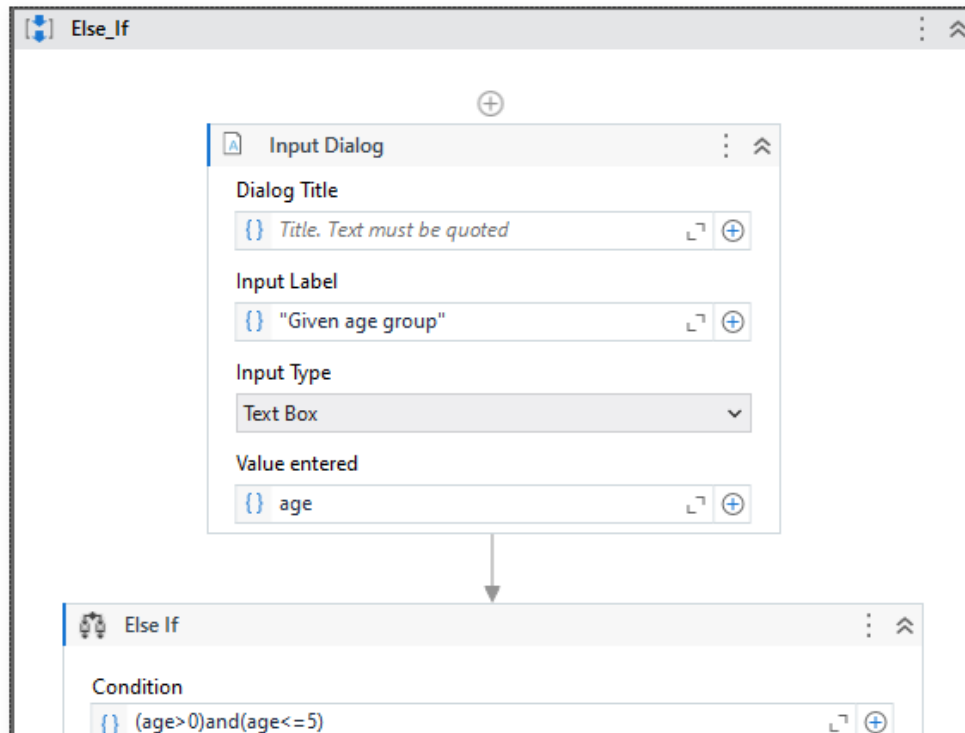 Else_If
Input Dialog
Dialog Title
Title. Text must be quoted
Input Label
"Given age group"
Input Type
Text Box
Value entered
age
Else If
Condition
(age>0)and(age<=5)